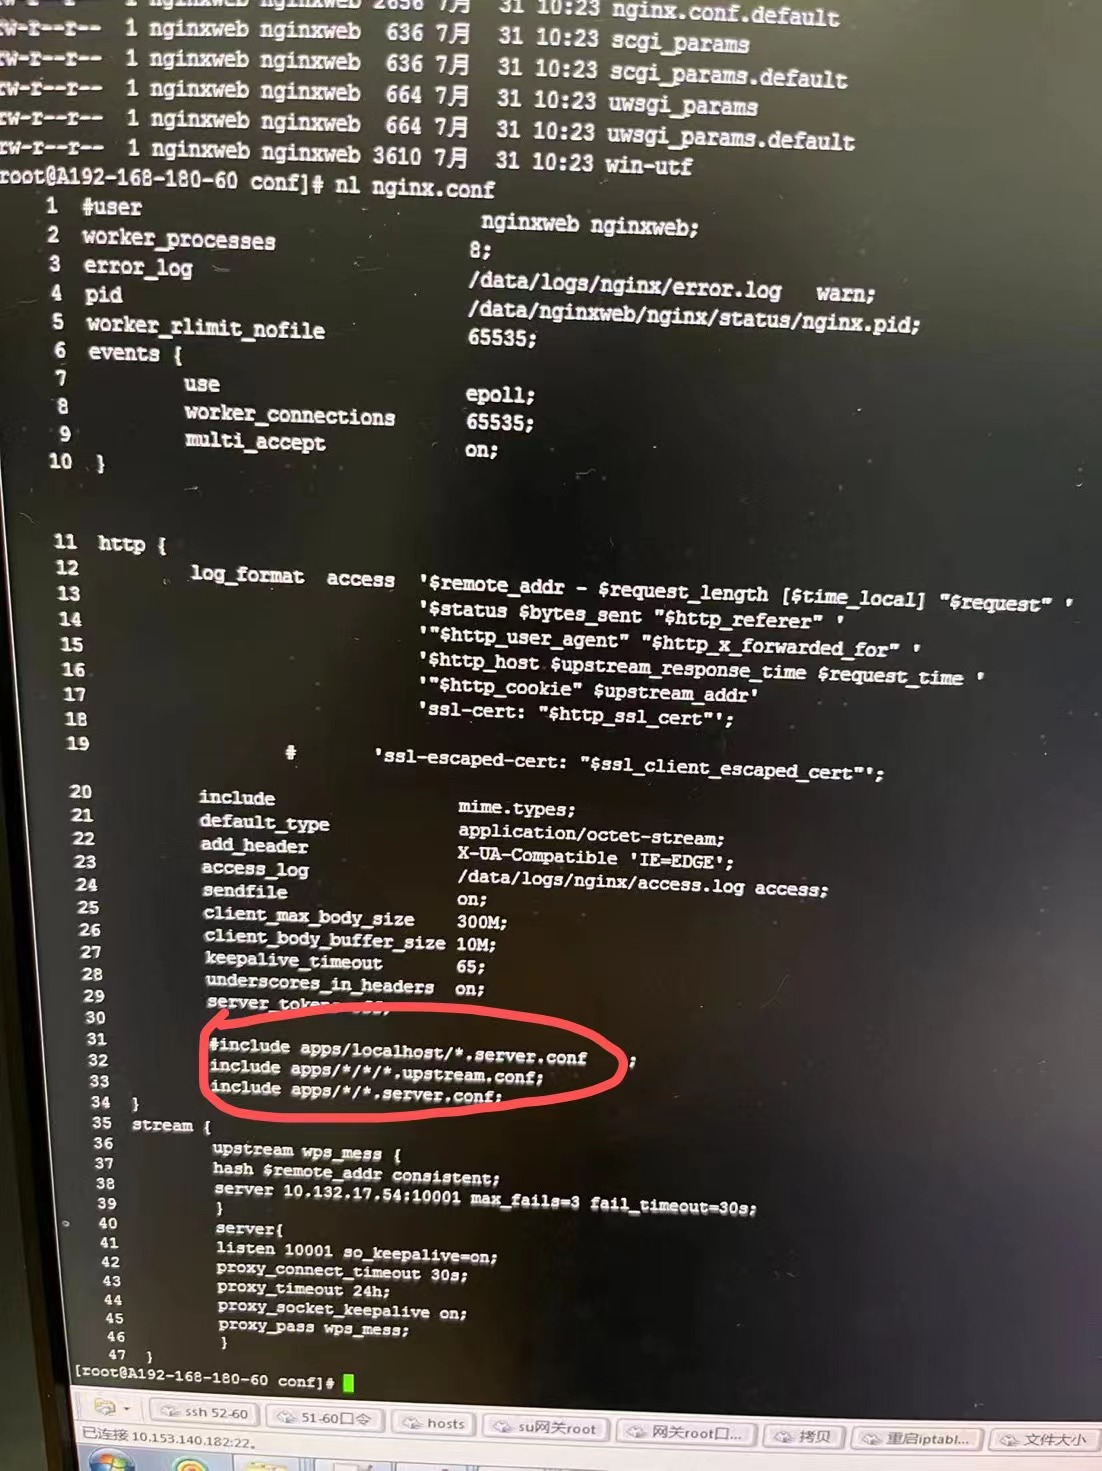 rw-r--r-- 1 nginxweb nginxweb 2656 7月 31 10:23 nginx.conf.default
rw-r--r-- 1 nginxweb nginxweb 636 7月 31 10:23 scgi_params
rw-r--r-- 1 nginxweb nginxweb 636 7月 31 10:23 scgi_params.default
rw-r--r-- 1 nginxweb nginxweb 664 7月 31 10:23 uwsgi_params
rw-r--r-- 1 nginxweb nginxweb 664 7月 31 10:23 uwsgi_params.default
rw-r--r-- 1 nginxweb nginxweb 3610 7月 31 10:23 win-utf
root@A192-168-180-60 conf]# nl nginx.conf
1 #user nginxweb nginxweb;
2 worker_processes 8;
3 error_log /data/logs/nginx/error.log warn;
4 pid /data/nginxweb/nginx/status/nginx.pid;
5 worker_rlimit_nofile 65535;
6 events {
7 use epoll;
8 worker_connections 65535;
9 multi_accept on;
10 }
11 http {
12 log_format access '$remote_addr - $request_length [$time_local] "$request" '
13 '$status $bytes_sent "$http_referer" '
14 '"$http_user_agent" "$http_x_forwarded_for" '
15 '$http_host $upstream_response_time $request_time '
16 '"$http_cookie" $upstream_addr'
17 'ssl-cert: "$http_ssl_cert"';
18
19 # 'ssl-escaped-cert: "$ssl_client_escaped_cert"';
20 include mime.types;
21 default_type application/octet-stream;
22 add_header X-UA-Compatible 'IE=EDGE';
23 access_log /data/logs/nginx/access.log access;
24 sendfile on;
25 client_max_body_size 300M;
26 client_body_buffer_size 10M;
27 keepalive_timeout 65;
28 underscores_in_headers on;
29 server_tokens
30
31 #include apps/localhost/*.server.conf ;
32 include apps/*/*/*.upstream.conf;
33 include apps/*/*.server.conf;
34 }
35 stream {
36 upstream wps_mess {
37 hash $remote_addr consistent;
38 server 10.132.17.54:10001 max_fails=3 fail_timeout=30s;
39 }
40 server{
41 listen 10001 so_keepalive=on;
42 proxy_connect_timeout 30s;
43 proxy_timeout 24h;
44 proxy_socket_keepalive on;
45 proxy_pass wps_mess;
46 }
47 }
[root@A192-168-180-60 conf]#
ssh 52-60 51-60口令 hosts su网关root 网关root口... 拷贝 重启iptabl... 文件大小
已连接 10.153.140.182:22。